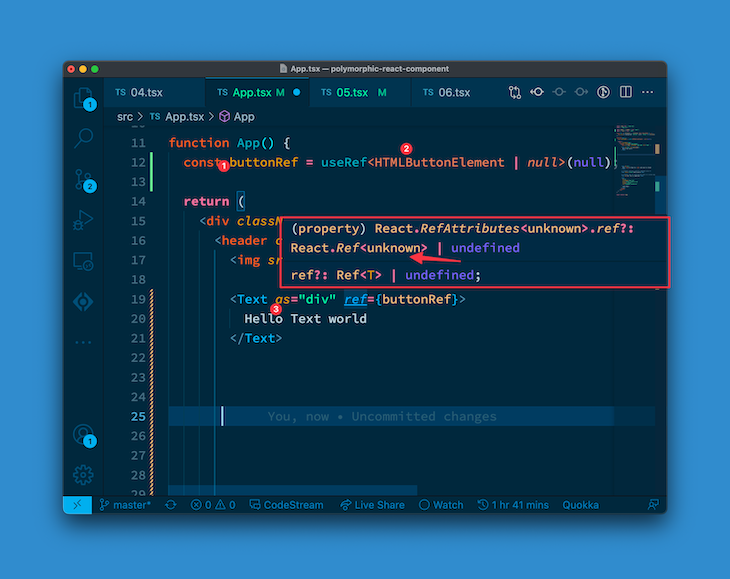 App.tsx — polymorphic-react-component
TS 04.tsx
TS App.tsx M
TS 05.tsx M
TS 06.tsx
src > TS App.tsx > App
11 function App() {
12 const buttonRef = useRef<HTMLButtonElement | null>(null)
1
2
13
14 return (
15 <div classN
(property) React.RefAttributes<unknown>.ref?:
16 <header c
React.Ref<unknown> | undefined
17 <img sr
ref?: Ref<T> | undefined;
18
19 <Text as="div" ref={buttonRef}>
3
20 Hello Text world
21 </Text>
22
23
24
25 You, now • Uncommitted changes
26
27
28
29
1
2
1
master*
0
0
CodeStream
Live Share
Watch
1 hr 41 mins
Quokka